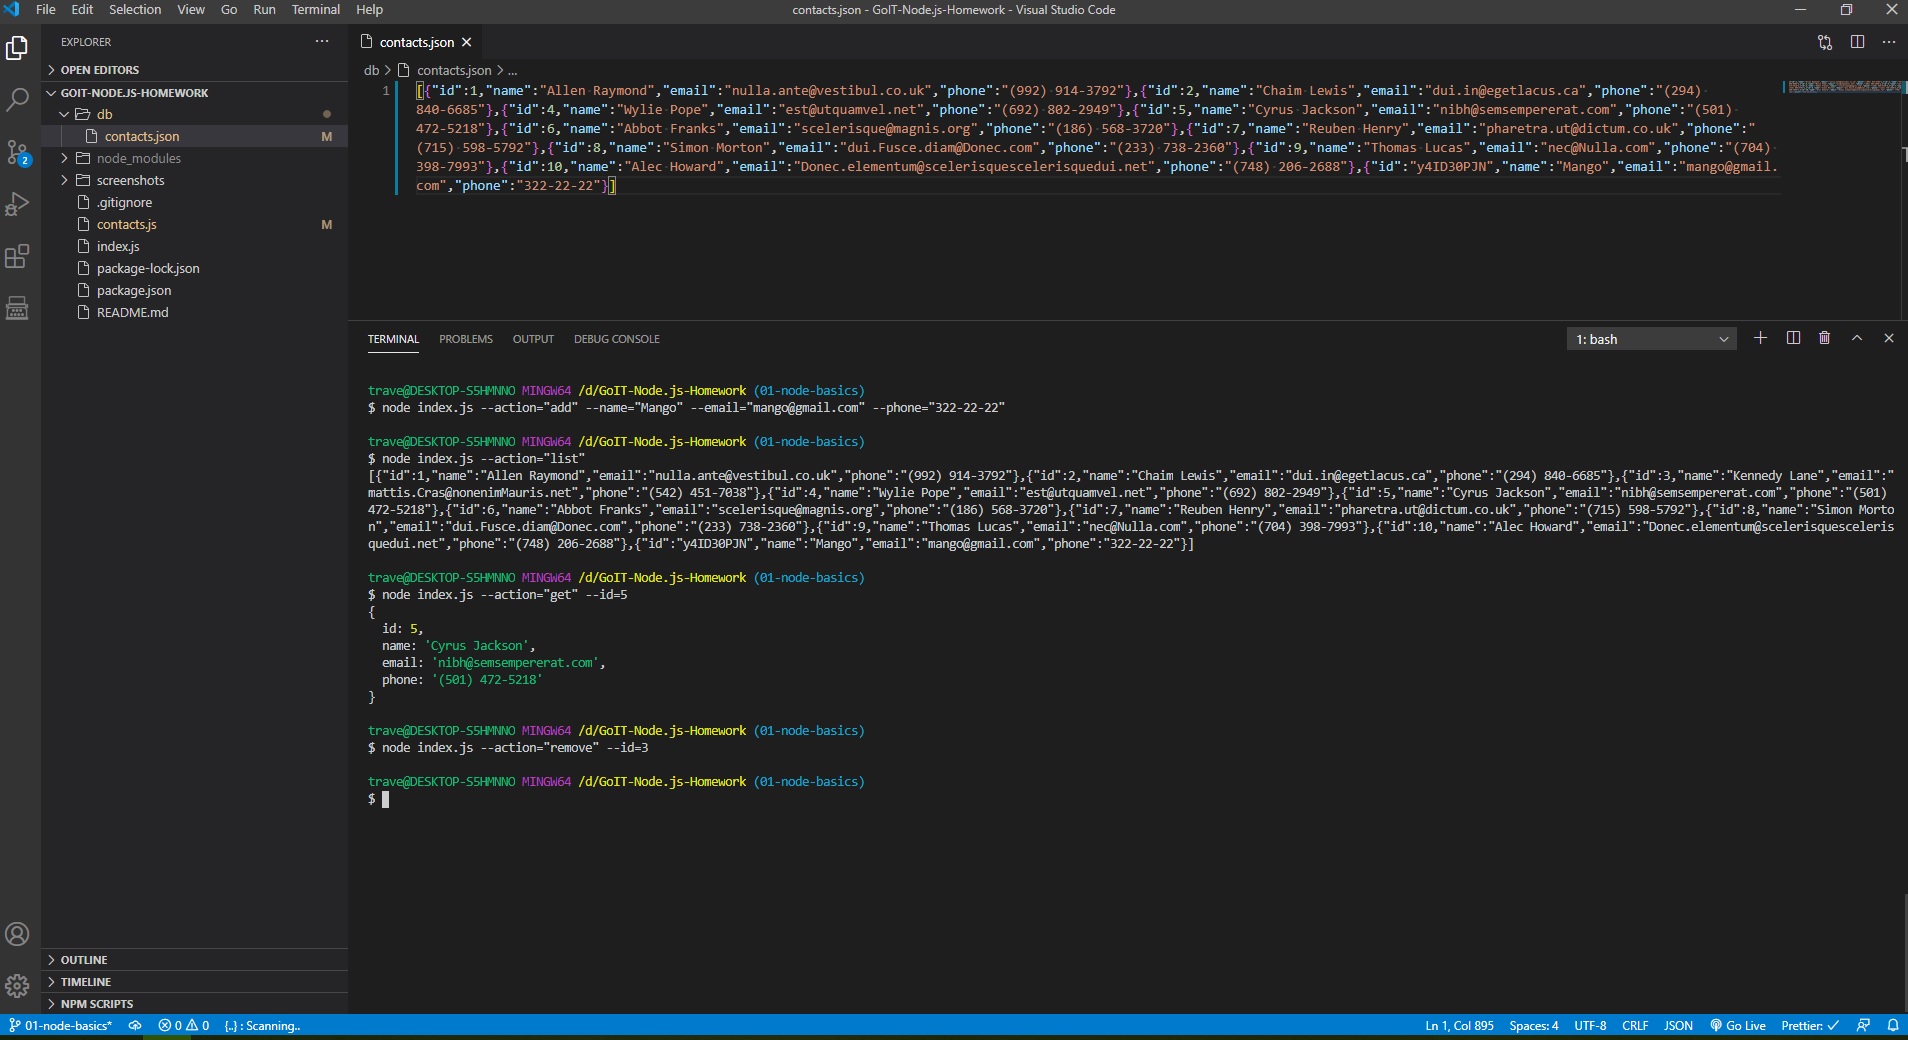 File Edit Selection View Go Run Terminal Help
contacts.json - GoIT-Node.js-Homework - Visual Studio Code
EXPLORER
OPEN EDITORS
GOIT-NODE.JS-HOMEWORK
db
contacts.json M
node_modules
screenshots
.gitignore
contacts.js M
index.js
package-lock.json
package.json
README.md
OUTLINE
TIMELINE
NPM SCRIPTS
2
contacts.json
db > contacts.json > ...
1 [{"id":1,"name":"Allen Raymond","email":"nulla.ante@vestibul.co.uk","phone":"(992) 914-3792"},{"id":2,"name":"Chaim Lewis","email":"dui.in@egetlacus.ca","phone":"(294)
840-6685"},{"id":4,"name":"Wylie Pope","email":"est@utquamvel.net","phone":"(692) 802-2949"},{"id":5,"name":"Cyrus Jackson","email":"nibh@semsempererat.com","phone":"(501)
472-5218"},{"id":6,"name":"Abbot Franks","email":"scelerisque@magnis.org","phone":"(186) 568-3720"},{"id":7,"name":"Reuben Henry","email":"pharetra.ut@dictum.co.uk","phone":"
(715) 598-5792"},{"id":8,"name":"Simon Morton","email":"dui.Fusce.diam@Donec.com","phone":"(233) 738-2360"},{"id":9,"name":"Thomas Lucas","email":"nec@Nulla.com","phone":"(704)
398-7993"},{"id":10,"name":"Alec Howard","email":"Donec.elementum@scelerisquescelerisquedui.net","phone":"(748) 206-2688"},{"id":"y4ID30PJN","name":"Mango","email":"mango@gmail.
com","phone":"322-22-22"}]
TERMINAL PROBLEMS OUTPUT DEBUG CONSOLE
1: bash
trave@DESKTOP-S5HMNNO MINGW64 /d/GoIT-Node.js-Homework (01-node-basics)
$ node index.js --action="add" --name="Mango" --email="mango@gmail.com" --phone="322-22-22"
trave@DESKTOP-S5HMNNO MINGW64 /d/GoIT-Node.js-Homework (01-node-basics)
$ node index.js --action="list"
[{"id":1,"name":"Allen Raymond","email":"nulla.ante@vestibul.co.uk","phone":"(992) 914-3792"},{"id":2,"name":"Chaim Lewis","email":"dui.in@egetlacus.ca","phone":"(294) 840-6685"},{"id":3,"name":"Kennedy Lane","email":"
mattis.Cras@nonenimMauris.net","phone":"(542) 451-7038"},{"id":4,"name":"Wylie Pope","email":"est@utquamvel.net","phone":"(692) 802-2949"},{"id":5,"name":"Cyrus Jackson","email":"nibh@semsempererat.com","phone":"(501)
472-5218"},{"id":6,"name":"Abbot Franks","email":"scelerisque@magnis.org","phone":"(186) 568-3720"},{"id":7,"name":"Reuben Henry","email":"pharetra.ut@dictum.co.uk","phone":"(715) 598-5792"},{"id":8,"name":"Simon Morto
n","email":"dui.Fusce.diam@Donec.com","phone":"(233) 738-2360"},{"id":9,"name":"Thomas Lucas","email":"nec@Nulla.com","phone":"(704) 398-7993"},{"id":10,"name":"Alec Howard","email":"Donec.elementum@scelerisquesceleris
quedui.net","phone":"(748) 206-2688"},{"id":"y4ID30PJN","name":"Mango","email":"mango@gmail.com","phone":"322-22-22"}]
trave@DESKTOP-S5HMNNO MINGW64 /d/GoIT-Node.js-Homework (01-node-basics)
$ node index.js --action="get" --id=5
{
id: 5,
name: 'Cyrus Jackson',
email: 'nibh@semsempererat.com',
phone: '(501) 472-5218'
}
trave@DESKTOP-S5HMNNO MINGW64 /d/GoIT-Node.js-Homework (01-node-basics)
$ node index.js --action="remove" --id=3
trave@DESKTOP-S5HMNNO MINGW64 /d/GoIT-Node.js-Homework (01-node-basics)
$
01-node-basics* 0 0 {..} : Scanning.. Ln 1, Col 895 Spaces: 4 UTF-8 CRLF JSON Go Live Prettier: ✓